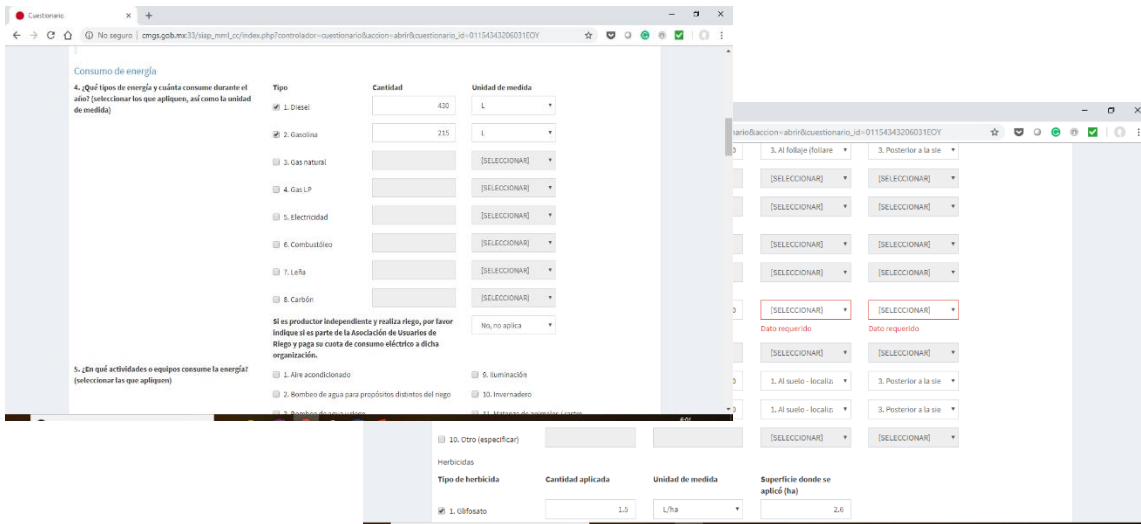 Cuestionario
No seguro | cmgs.gob.mx:33/siap_mml_cc/index.php?controlador=cuestionario&accion=abrir&cuestionario_id=01154343206031EOY
Consumo de energía
4. ¿Qué tipos de energía y cuánta consume durante el año? (seleccionar los que apliquen, así como la unidad de medida)
Tipo Cantidad Unidad de medida
1. Diesel 430 L
2. Gasolina 215 L
3. Gas natural [SELECCIONAR]
4. Gas LP [SELECCIONAR]
5. Electricidad [SELECCIONAR]
6. Combustóleo [SELECCIONAR]
7. Leña [SELECCIONAR]
8. Carbón [SELECCIONAR]
Si es productor independiente y realiza riego, por favor
indique si es parte de la Asociación de Usuarios de
Riego y paga su cuota de consumo eléctrico a dicha
organización.
No, no aplica
5. ¿En qué actividades o equipos consume la energía?
(seleccionar las que apliquen)
1. Aire acondicionado 9. Iluminación
2. Bombeo de agua para propósitos distintos del riego 10. Invernadero
&accion=abrir&cuestionario_id=01154343206031EOY
3. Al follaje (foliare 3. Posterior a la sie
[SELECCIONAR] [SELECCIONAR]
[SELECCIONAR] [SELECCIONAR]
[SELECCIONAR] [SELECCIONAR]
[SELECCIONAR] [SELECCIONAR]
[SELECCIONAR] [SELECCIONAR]
Dato requerido Dato requerido
[SELECCIONAR] [SELECCIONAR]
1. Al suelo - localiz 3. Posterior a la sie
1. Al suelo - localiz 3. Posterior a la sie
10. Otro (especificar) [SELECCIONAR] [SELECCIONAR]
Herbicidas
Tipo de herbicida Cantidad aplicada Unidad de medida Superficie donde se
aplicó (ha)
1. Glifosato 1.5 L/ha 2.6